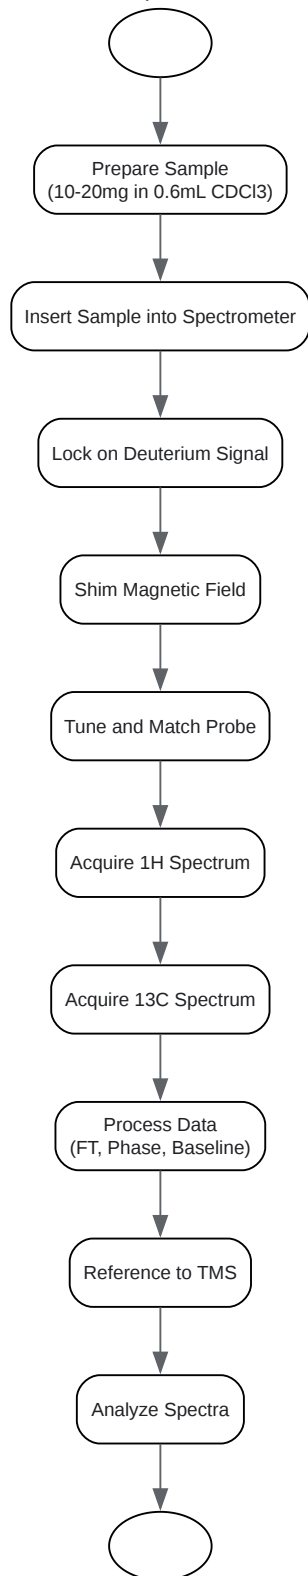 Prepare Sample
(10-20mg in 0.6mL CDCl3)
Insert Sample into Spectrometer
Lock on Deuterium Signal
Shim Magnetic Field
Tune and Match Probe
Acquire 1H Spectrum
Acquire 13C Spectrum
Process Data
(FT, Phase, Baseline)
Reference to TMS
Analyze Spectra